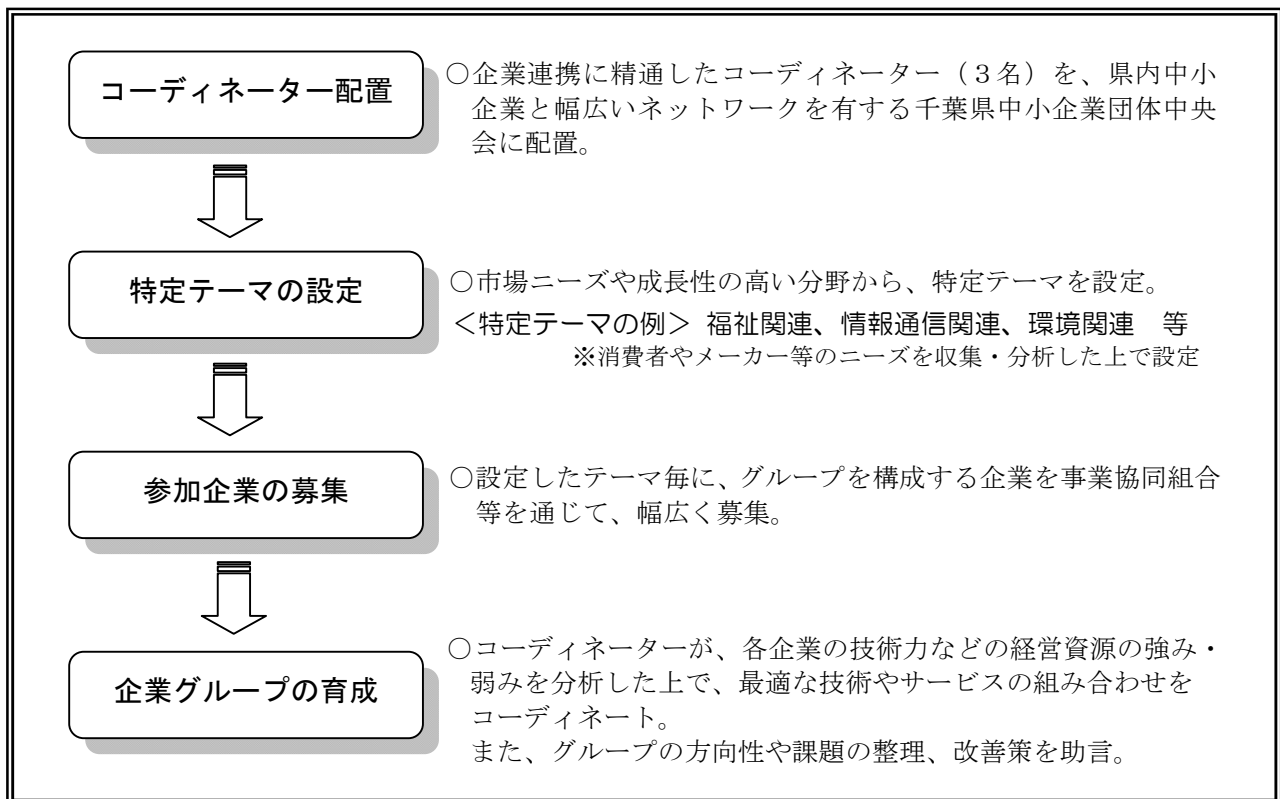 コーディネーター配置
○企業連携に精通したコーディネーター（３名）を、県内中小
企業と幅広いネットワークを有する千葉県中小企業団体中央
会に配置。
特定テーマの設定
○市場ニーズや成長性の高い分野から、特定テーマを設定。
＜特定テーマの例＞ 福祉関連、情報通信関連、環境関連　等
※消費者やメーカー等のニーズを収集・分析した上で設定
参加企業の募集
○設定したテーマ毎に、グループを構成する企業を事業協同組合
等を通じて、幅広く募集。
企業グループの育成
○コーディネーターが、各企業の技術力などの経営資源の強み・
弱みを分析した上で、最適な技術やサービスの組み合わせを
コーディネート。
また、グループの方向性や課題の整理、改善策を助言。